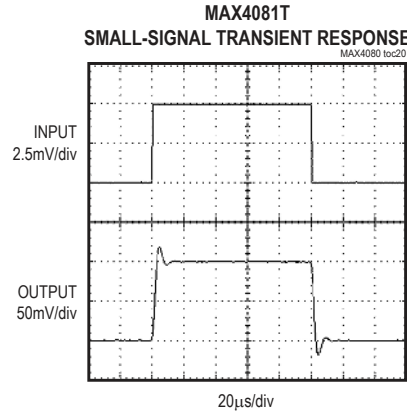 MAX4081T
SMALL-SIGNAL TRANSIENT RESPONSE
MAX4080 toc20
INPUT
2.5mV/div
OUTPUT
50mV/div
20μs/div